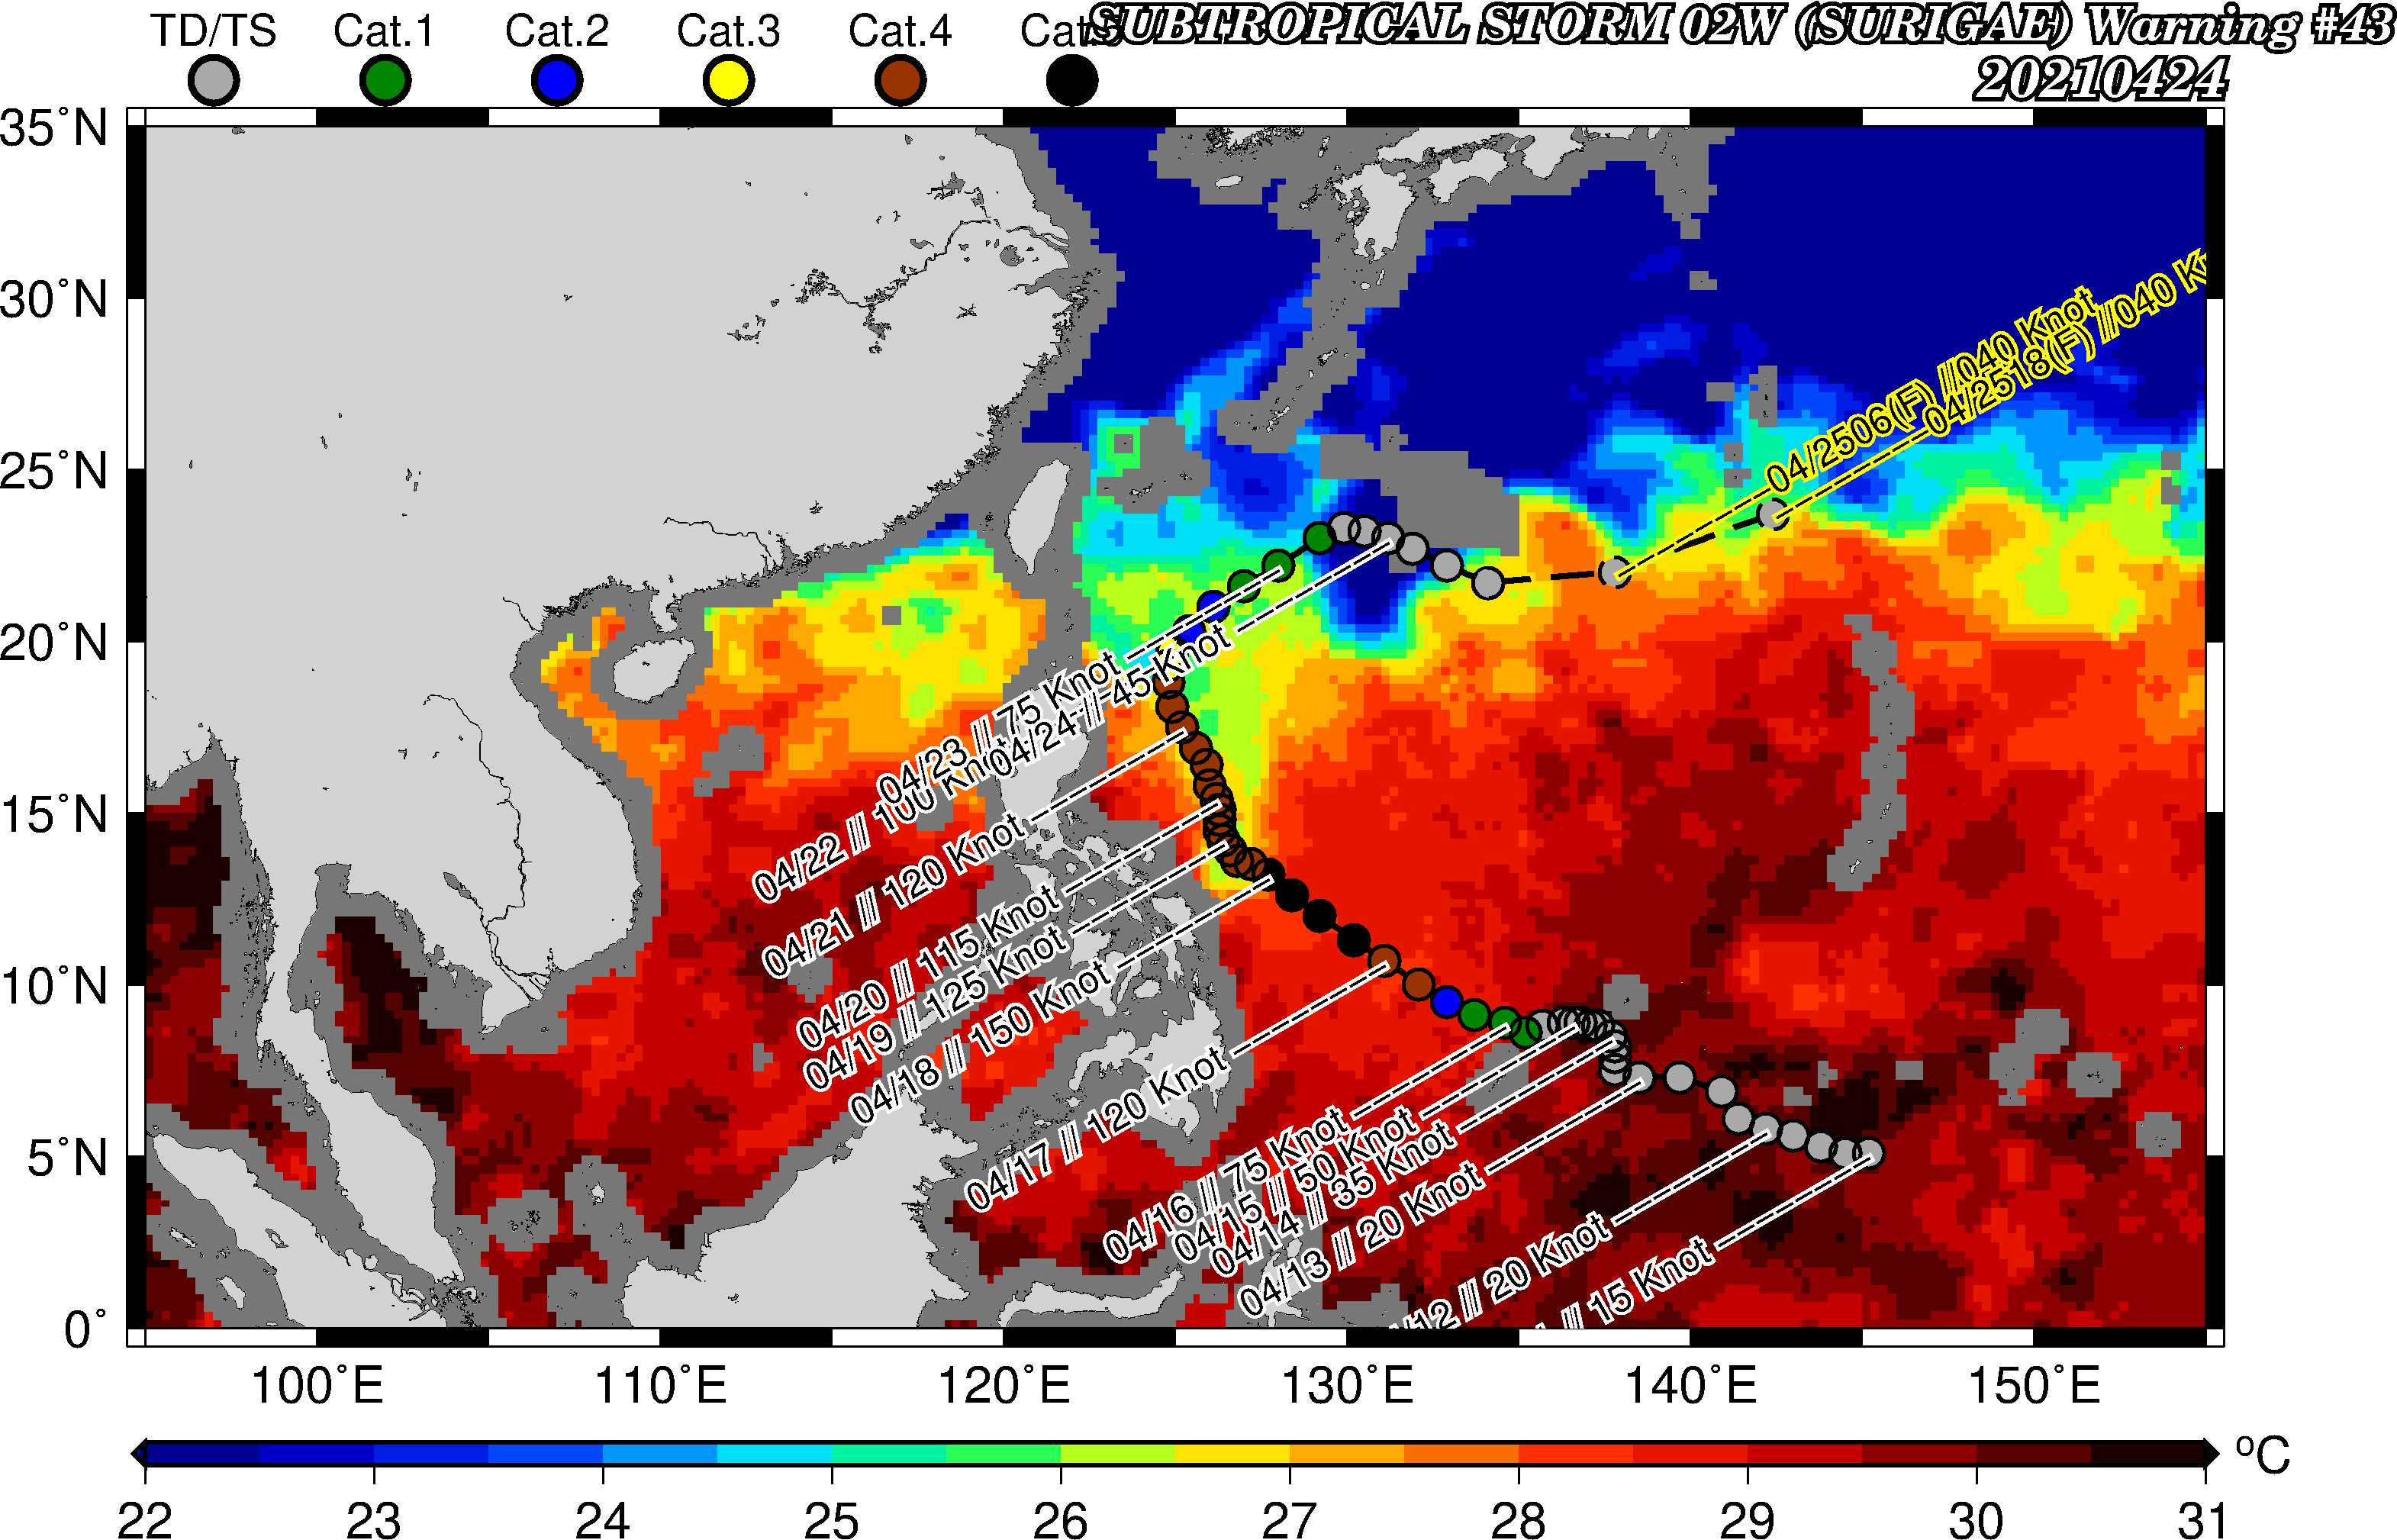 TD/TS Cat.1 Cat.2 Cat.3 Cat.4
SUBTROPICAL STORM 02W (SURIGAE) Warning #43
20210424
35°N
30°N
25°N
20°N
15°N
10°N
5°N
0°
04/2506(F) //040 Knot
04/2518(F) //040
04/23 // 75 Knot
04/24 // 45 Knot
04/22 // 100
04/21 // 120 Knot
04/20 // 115 Knot
04/19 // 125 Knot
04/18 // 150 Knot
04/17 // 120 Knot
04/16 // 75 Knot
04/15 // 50 Knot
04/14 // 35 Knot
04/13 // 20 Knot
/12 // 20 Knot
// 15 Knot
100°E 110°E 120°E 130°E 140°E 150°E
°C
22 23 24 25 26 27 28 29 30 31